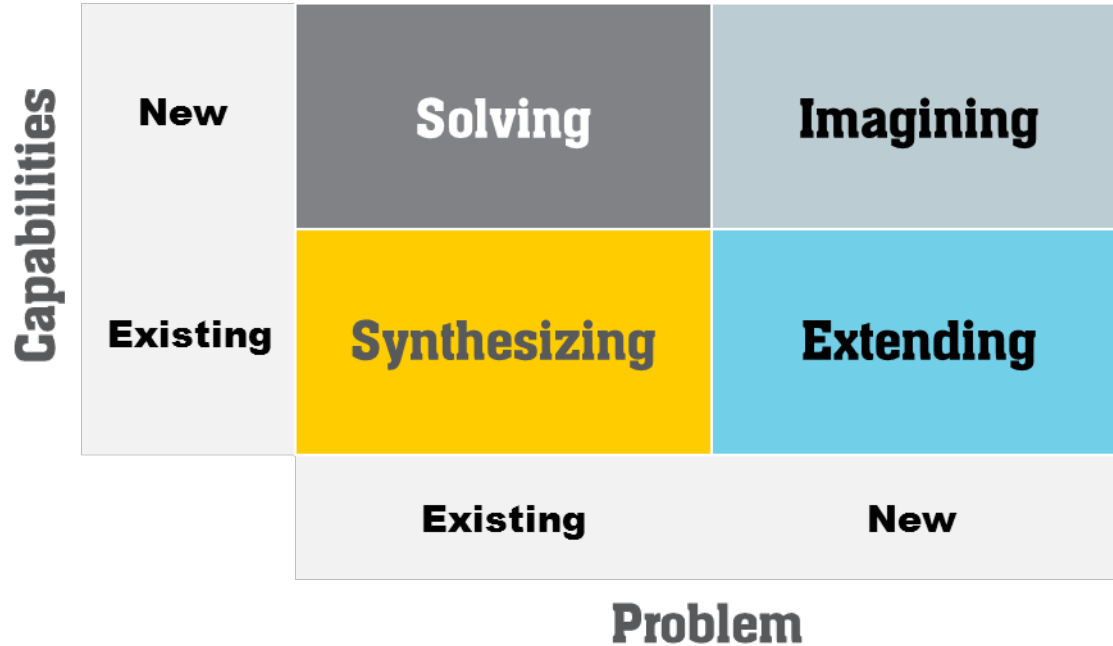 Capabilities
New
Solving
Imagining
Existing
Synthesizing
Extending
Existing
New
Problem